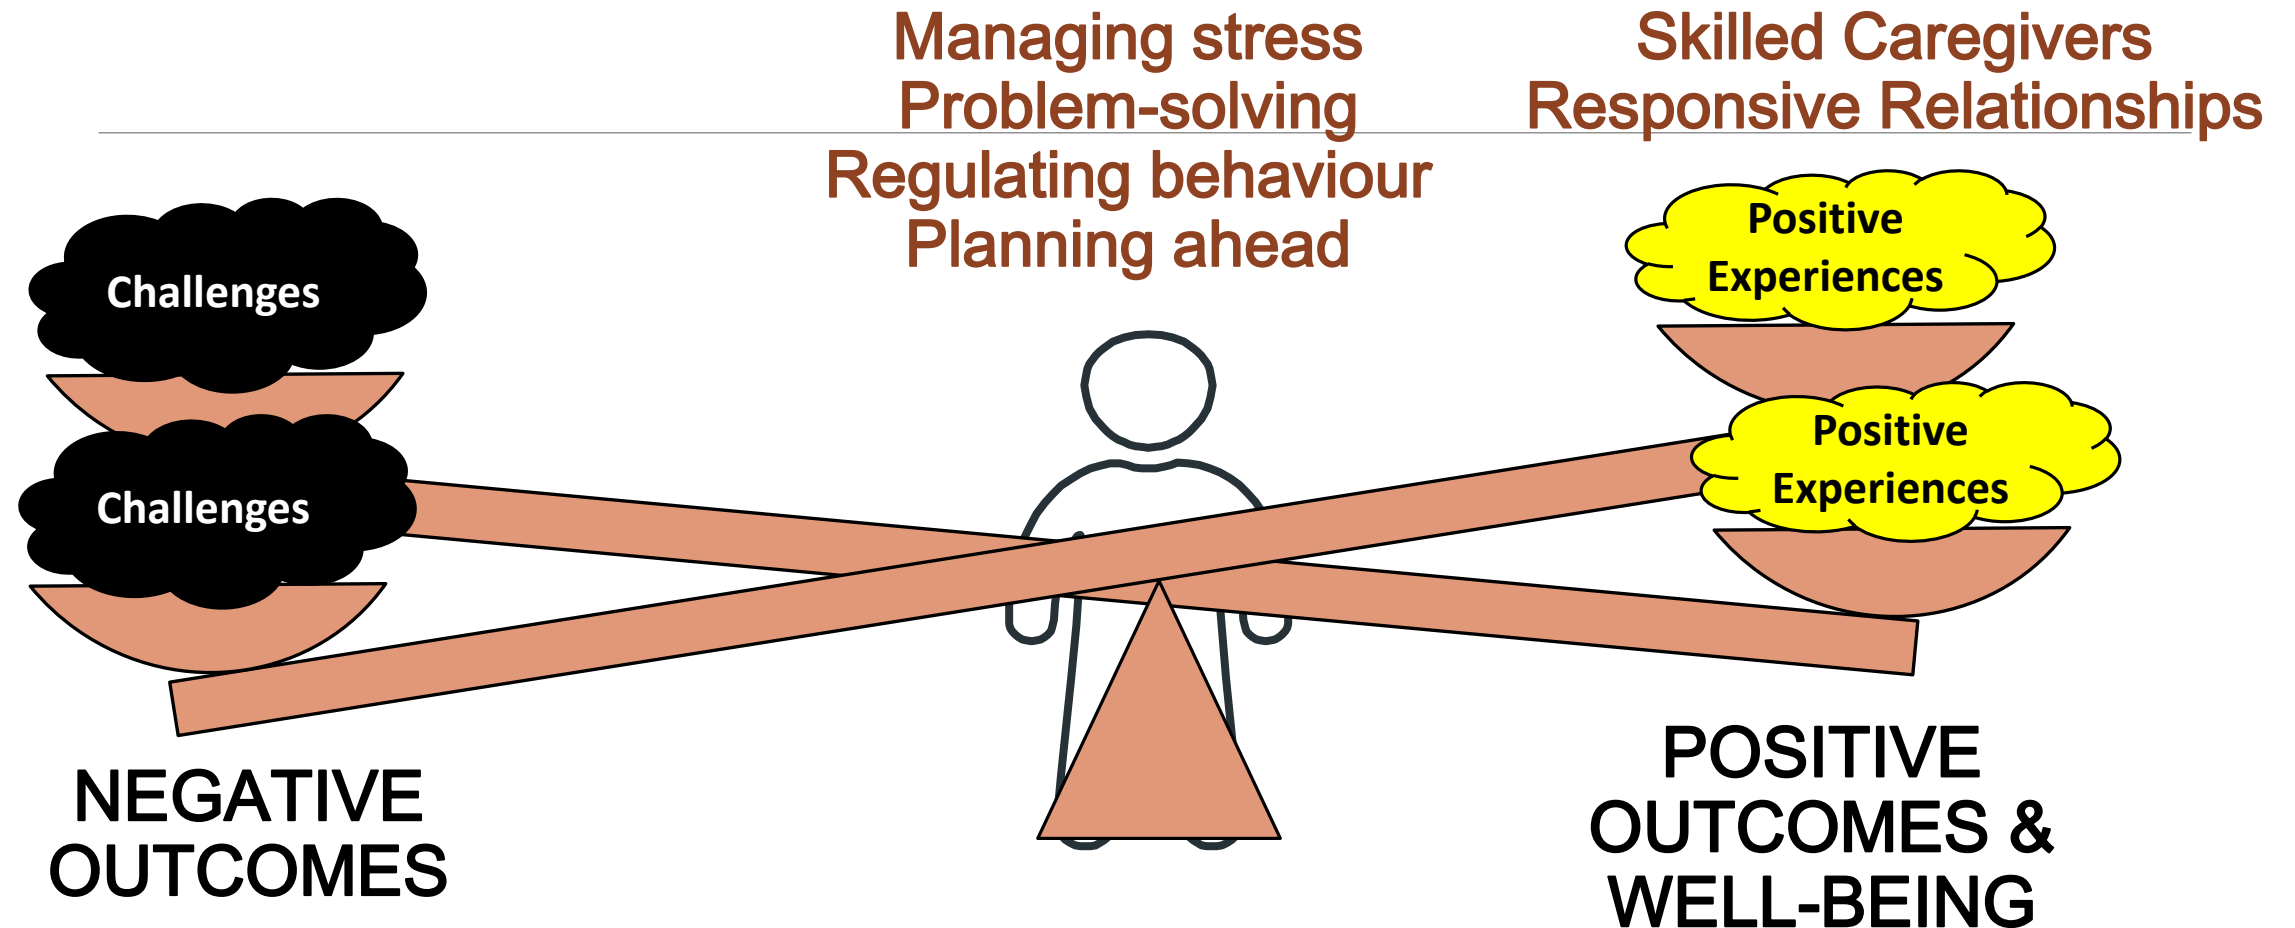 Managing stress
Problem-solving
Regulating behaviour
Planning ahead
Skilled Caregivers
Responsive Relationships
Challenges
Challenges
Positive
Experiences
Positive
Experiences
NEGATIVE
OUTCOMES
POSITIVE
OUTCOMES &
WELL-BEING